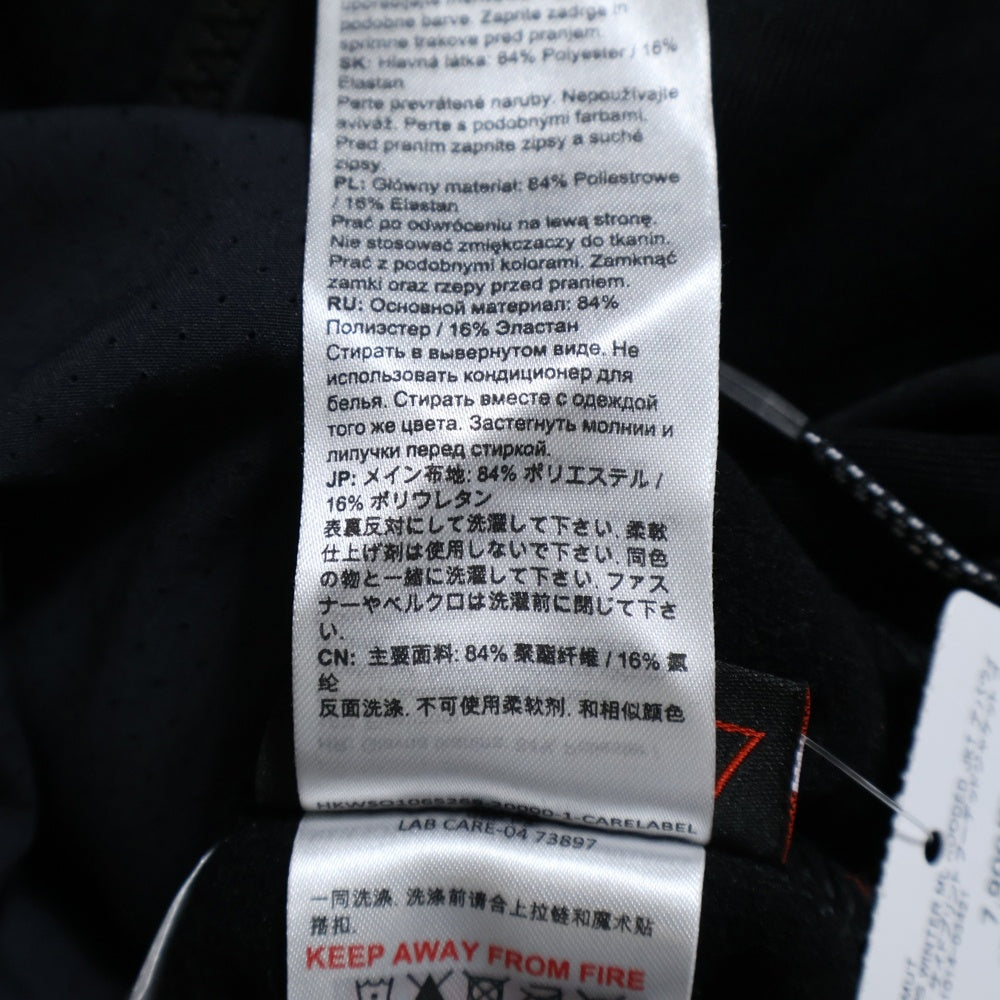 podobne barve. Zaprite zadrga in
sprimne trakove pred pranjem.
SK: Hlavná látka: 84% Polyester / 16%
Elastan
Perte prevrátené naruby. Nepoužívajte
aviváž. Perte s podobnými farbami.
Pred praním zapnite zipsy a suché
zipsy.
PL: Główny materiał: 84% Poliestrowe
/ 16% Elastan
Prać po odwróceniu na lewą stronę.
Nie stosować zmiękczaczy do tkanin.
Prać z podobnymi kolorami. Zamknąć
zamki oraz rzepy przed praniem.
RU: Основной материал: 84%
Полиэстер / 16% Эластан
Стирать в вывернутом виде. Не
использовать кондиционер для
белья. Стирать вместе с одеждой
того же цвета. Застегнуть молнии и
липучки перед стиркой.
JP: メイン布地: 84% ポリエステル /
16% ポリウレタン
表裏反対にして洗濯して下さい. 柔軟
仕上げ剤は使用しないで下さい. 同色
の物と一緒に洗濯して下さい. ファス
ナーやベルクロは洗濯前に閉じて下さ
い.
CN: 主要面料: 84% 聚酯纤维 / 16% 氨
纶
反面洗涤. 不可使用柔软剂. 和相似颜色
-1-CARELABEL
LAB CARE-04 73897
一同洗涤. 洗涤前请合上拉链和魔术贴
搭扣.
KEEP AWAY FROM FIRE